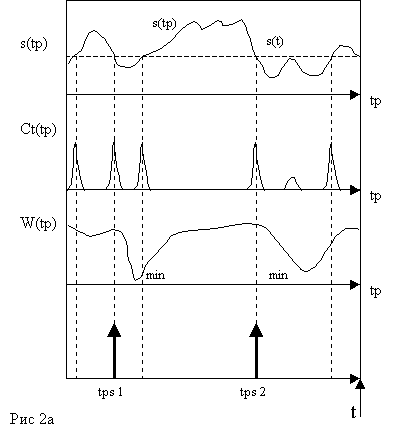 s(tp)
s(tp)
s(t)
tp
Ct(tp)
tp
W(tp)
min
min
tp
tps 1
tps 2
t
Рис 2а